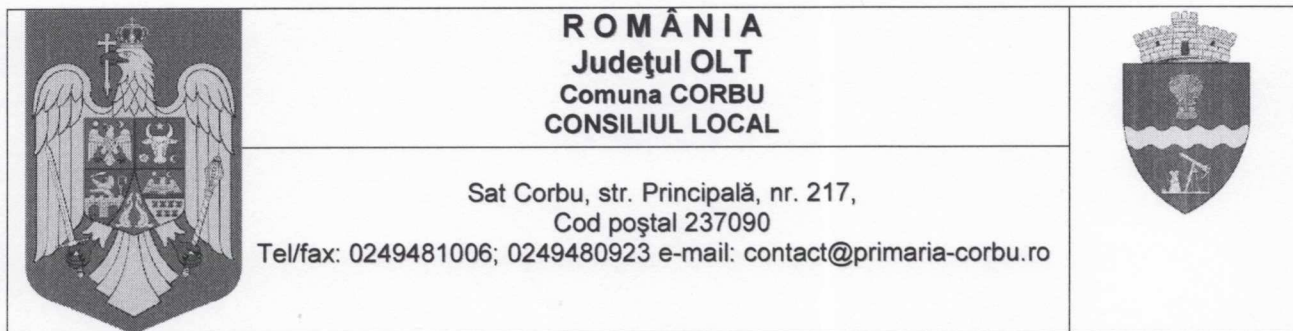 R O M Â N I A
Judeţul OLT
Comuna CORBU
CONSILIUL LOCAL
Sat Corbu, str. Principală, nr. 217,
Cod poştal 237090
Tel/fax: 0249481006; 0249480923 e-mail: contact@primaria-corbu.ro